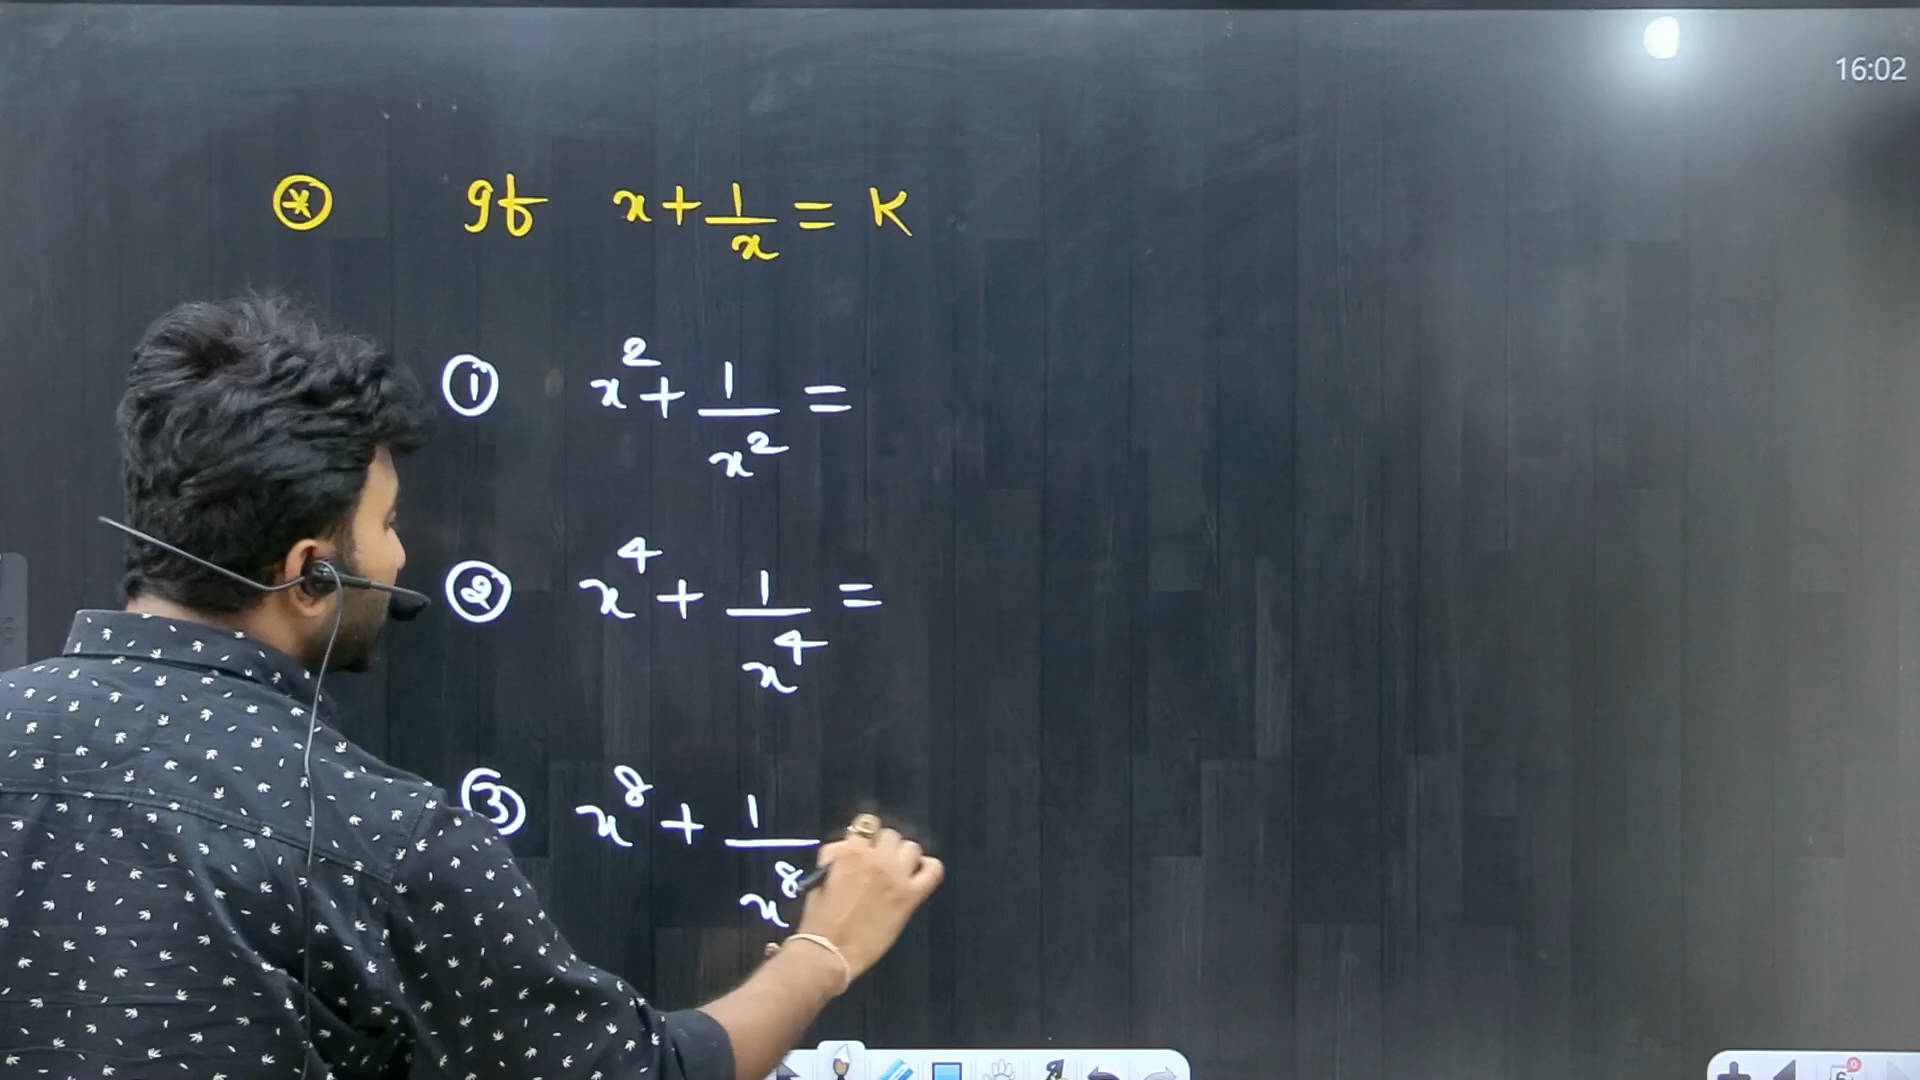 16:02
⊛ If x + 1/x = K
① x² + 1/x² =
② x⁴ + 1/x⁴ =
③ x⁸ + 1/x⁸